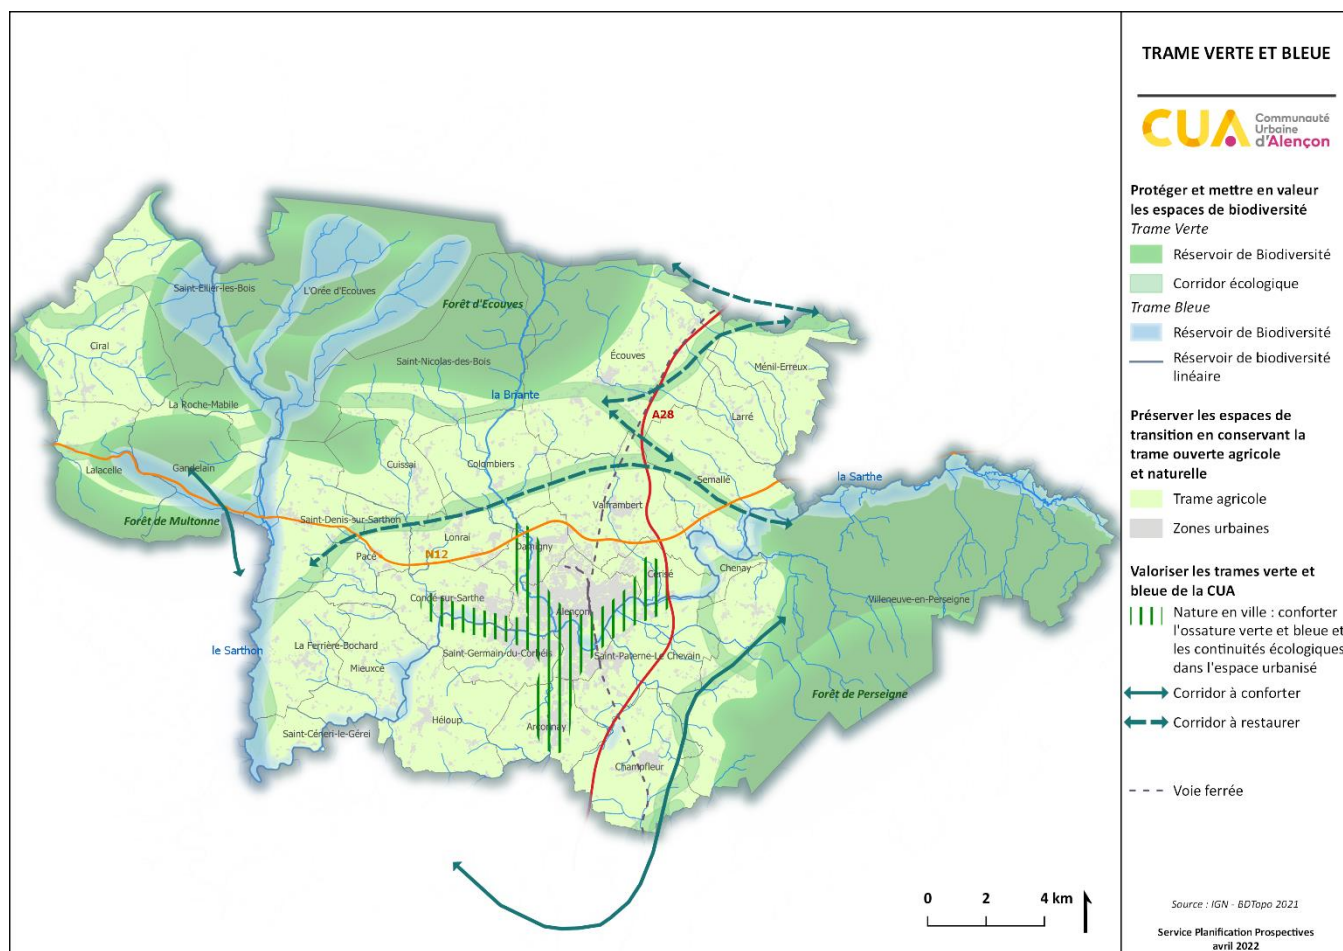 TRAME VERTE ET BLEUE
CUA
Communauté
Urbaine
d'Alençon
Protéger et mettre en valeur
les espaces de biodiversité
Trame Verte
Réservoir de Biodiversité
Corridor écologique
Trame Bleue
Réservoir de Biodiversité
Réservoir de biodiversité
linéaire
Préserver les espaces de
transition en conservant la
trame ouverte agricole
et naturelle
Trame agricole
Zones urbaines
Valoriser les trames verte et
bleue de la CUA
Nature en ville : conforter
l'ossature verte et bleue et
les continuités écologiques
dans l'espace urbanisé
Corridor à conforter
Corridor à restaurer
Voie ferrée
Source : IGN - BDTopo 2021
Service Planification Prospectives
avril 2022
Saint-Ellier-les-Bois
L'Orée d'Ecouves
Forêt d'Ecouves
Ciral
Saint-Nicolas-des-Bois
Écouves
Ménil-Erreux
La Roche-Mabile
la Briante
A28
Larré
Lalacelle
Gandelain
Cuissai
Colombiers
Semallé
la Sarthe
Forêt de Multonne
Saint-Denis-sur-Sarthon
Valframbert
Lonrai
Pacé
N12
Damigny
Cerisé
Chenay
Condé-sur-Sarthe
Alençon
Villeneuve-en-Perseigne
le Sarthon
La Ferrière-Bochard
Saint-Germain-du-Corbéis
Saint-Paterne-Le Chevain
Mieuxcé
Forêt de Perseigne
Héloup
Arçonnay
Saint-Céneri-le-Gérei
Champfleur
0 2 4 km